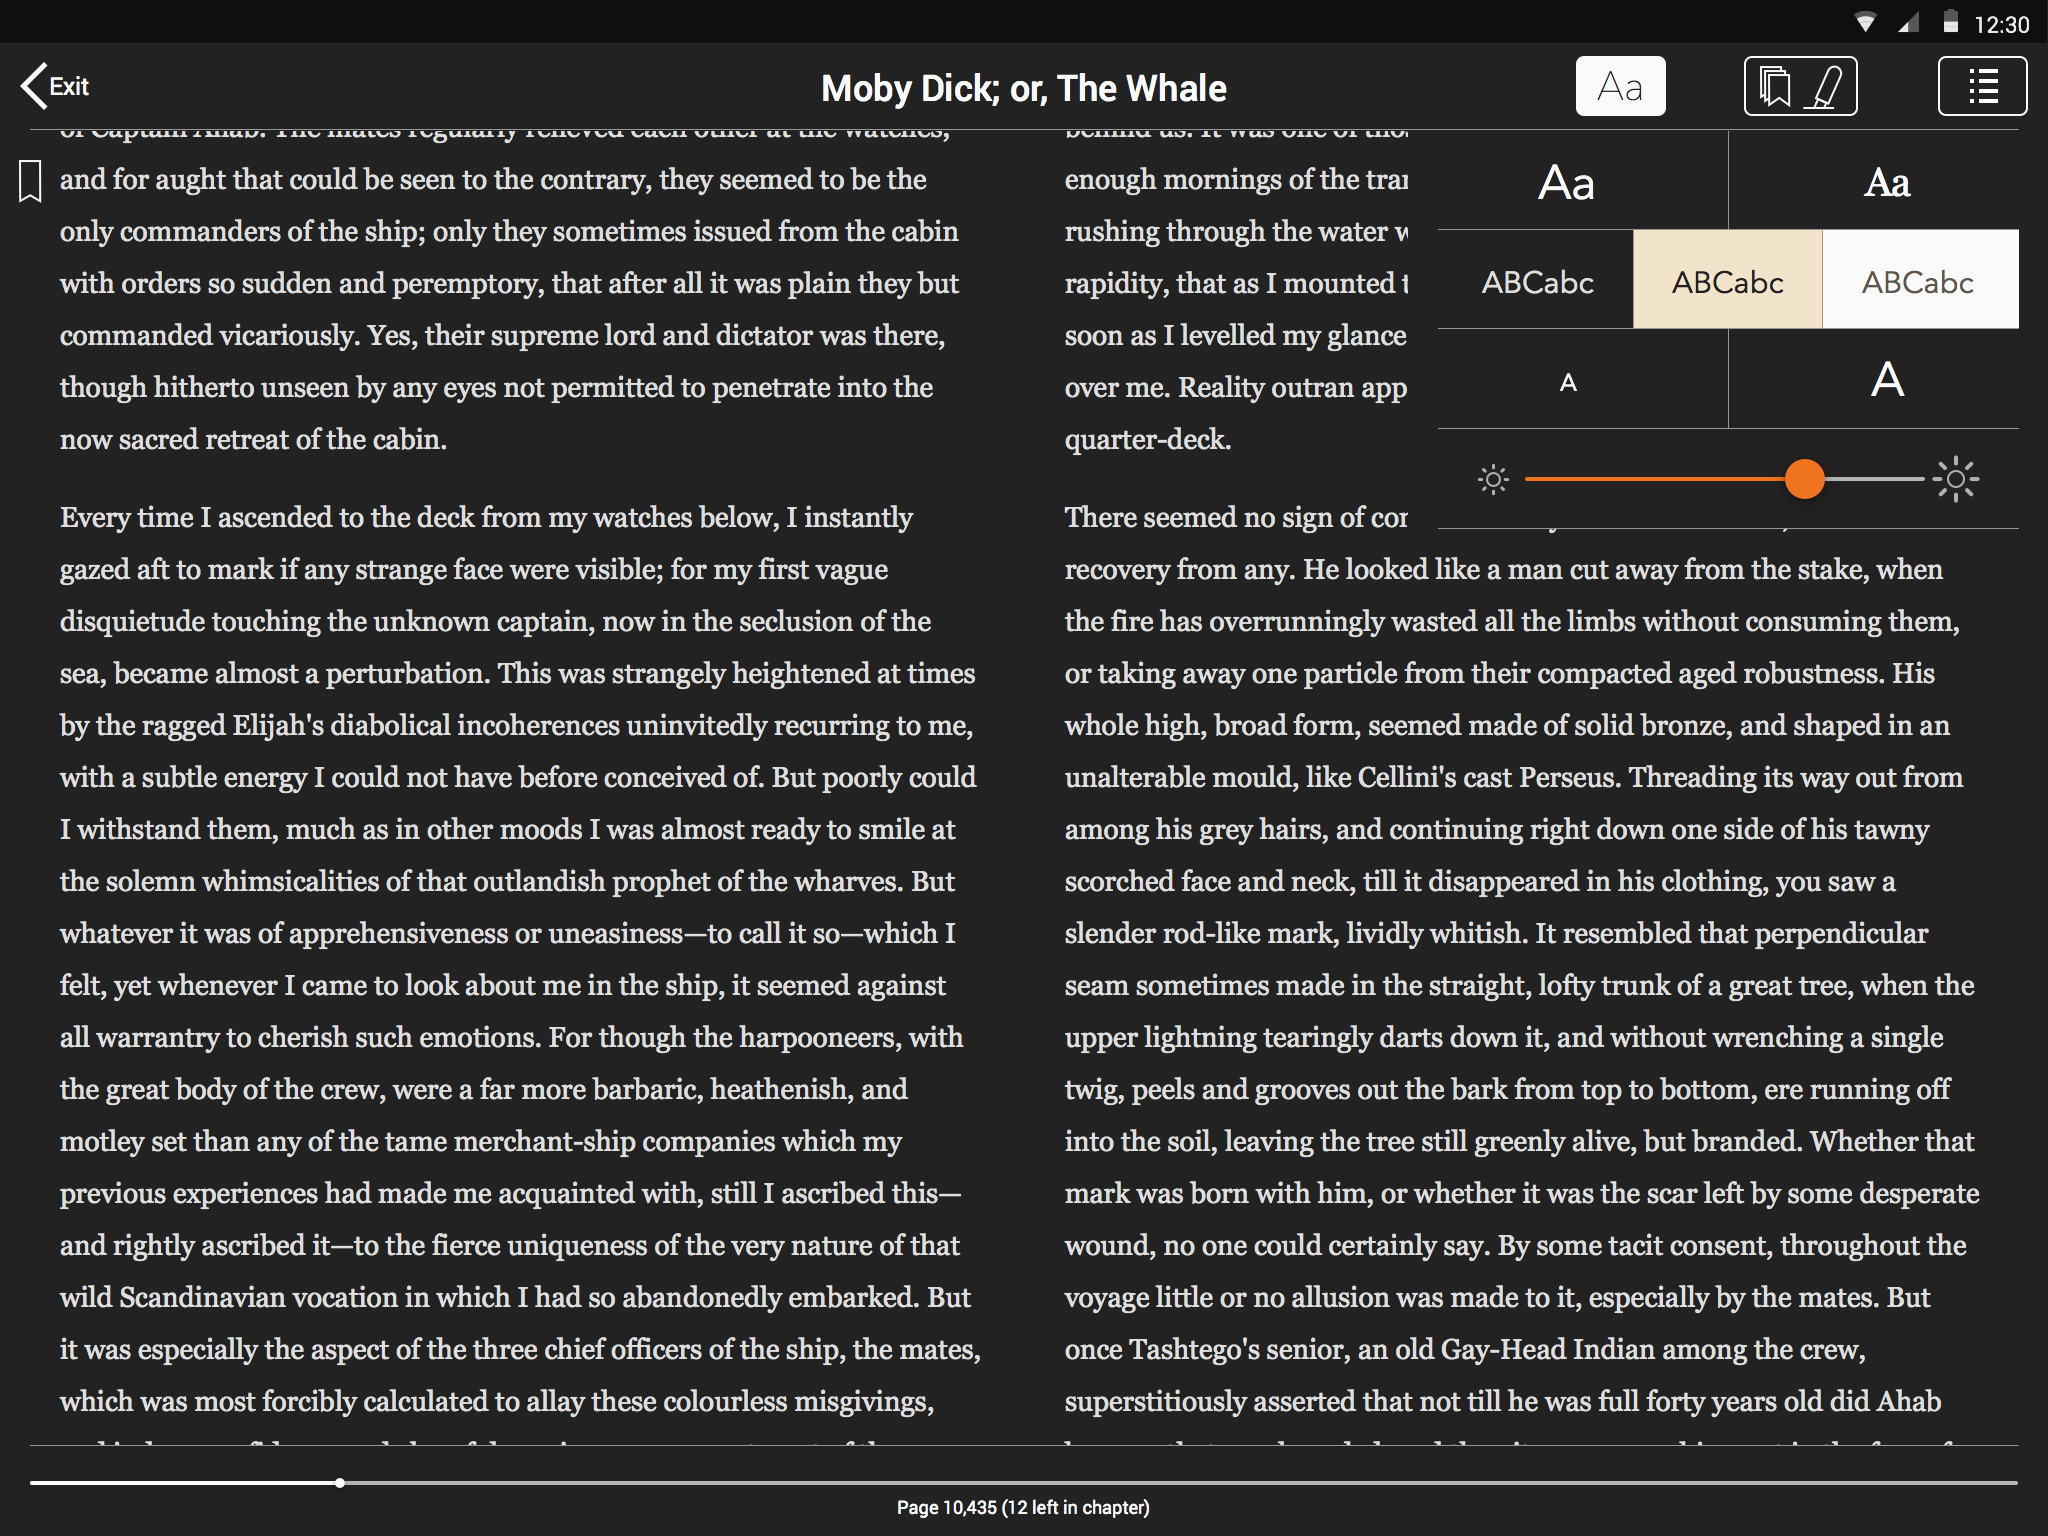 12:30
Exit
Moby Dick; or, The Whale
Aa
of Captain Ahab. The mates regularly relieved each other at the watches,
and for aught that could be seen to the contrary, they seemed to be the
only commanders of the ship; only they sometimes issued from the cabin
with orders so sudden and peremptory, that after all it was plain they but
commanded vicariously. Yes, their supreme lord and dictator was there,
though hitherto unseen by any eyes not permitted to penetrate into the
now sacred retreat of the cabin.
Every time I ascended to the deck from my watches below, I instantly
gazed aft to mark if any strange face were visible; for my first vague
disquietude touching the unknown captain, now in the seclusion of the
sea, became almost a perturbation. This was strangely heightened at times
by the ragged Elijah's diabolical incoherences uninvitedly recurring to me,
with a subtle energy I could not have before conceived of. But poorly could
I withstand them, much as in other moods I was almost ready to smile at
the solemn whimsicalities of that outlandish prophet of the wharves. But
whatever it was of apprehensiveness or uneasiness—to call it so—which I
felt, yet whenever I came to look about me in the ship, it seemed against
all warrantry to cherish such emotions. For though the harpooneers, with
the great body of the crew, were a far more barbaric, heathenish, and
motley set than any of the tame merchant-ship companies which my
previous experiences had made me acquainted with, still I ascribed this—
and rightly ascribed it—to the fierce uniqueness of the very nature of that
wild Scandinavian vocation in which I had so abandonedly embarked. But
it was especially the aspect of the three chief officers of the ship, the mates,
which was most forcibly calculated to allay these colourless misgivings,
behind us. It was one of
enough mornings of the
rushing through the water
rapidity, that as I mounted
soon as I levelled my glance
over me. Reality outran app
quarter-deck.
There seemed no sign of
recovery from any. He looked like a man cut away from the stake, when
the fire has overrunningly wasted all the limbs without consuming them,
or taking away one particle from their compacted aged robustness. His
whole high, broad form, seemed made of solid bronze, and shaped in an
unalterable mould, like Cellini's cast Perseus. Threading its way out from
among his grey hairs, and continuing right down one side of his tawny
scorched face and neck, till it disappeared in his clothing, you saw a
slender rod-like mark, lividly whitish. It resembled that perpendicular
seam sometimes made in the straight, lofty trunk of a great tree, when the
upper lightning tearingly darts down it, and without wrenching a single
twig, peels and grooves out the bark from top to bottom, ere running off
into the soil, leaving the tree still greenly alive, but branded. Whether that
mark was born with him, or whether it was the scar left by some desperate
wound, no one could certainly say. By some tacit consent, throughout the
voyage little or no allusion was made to it, especially by the mates. But
once Tashtego's senior, an old Gay-Head Indian among the crew,
superstitiously asserted that not till he was full forty years old did Ahab
Aa Aa
ABCabc ABCabc ABCabc
A A
Page 10,435 (12 left in chapter)